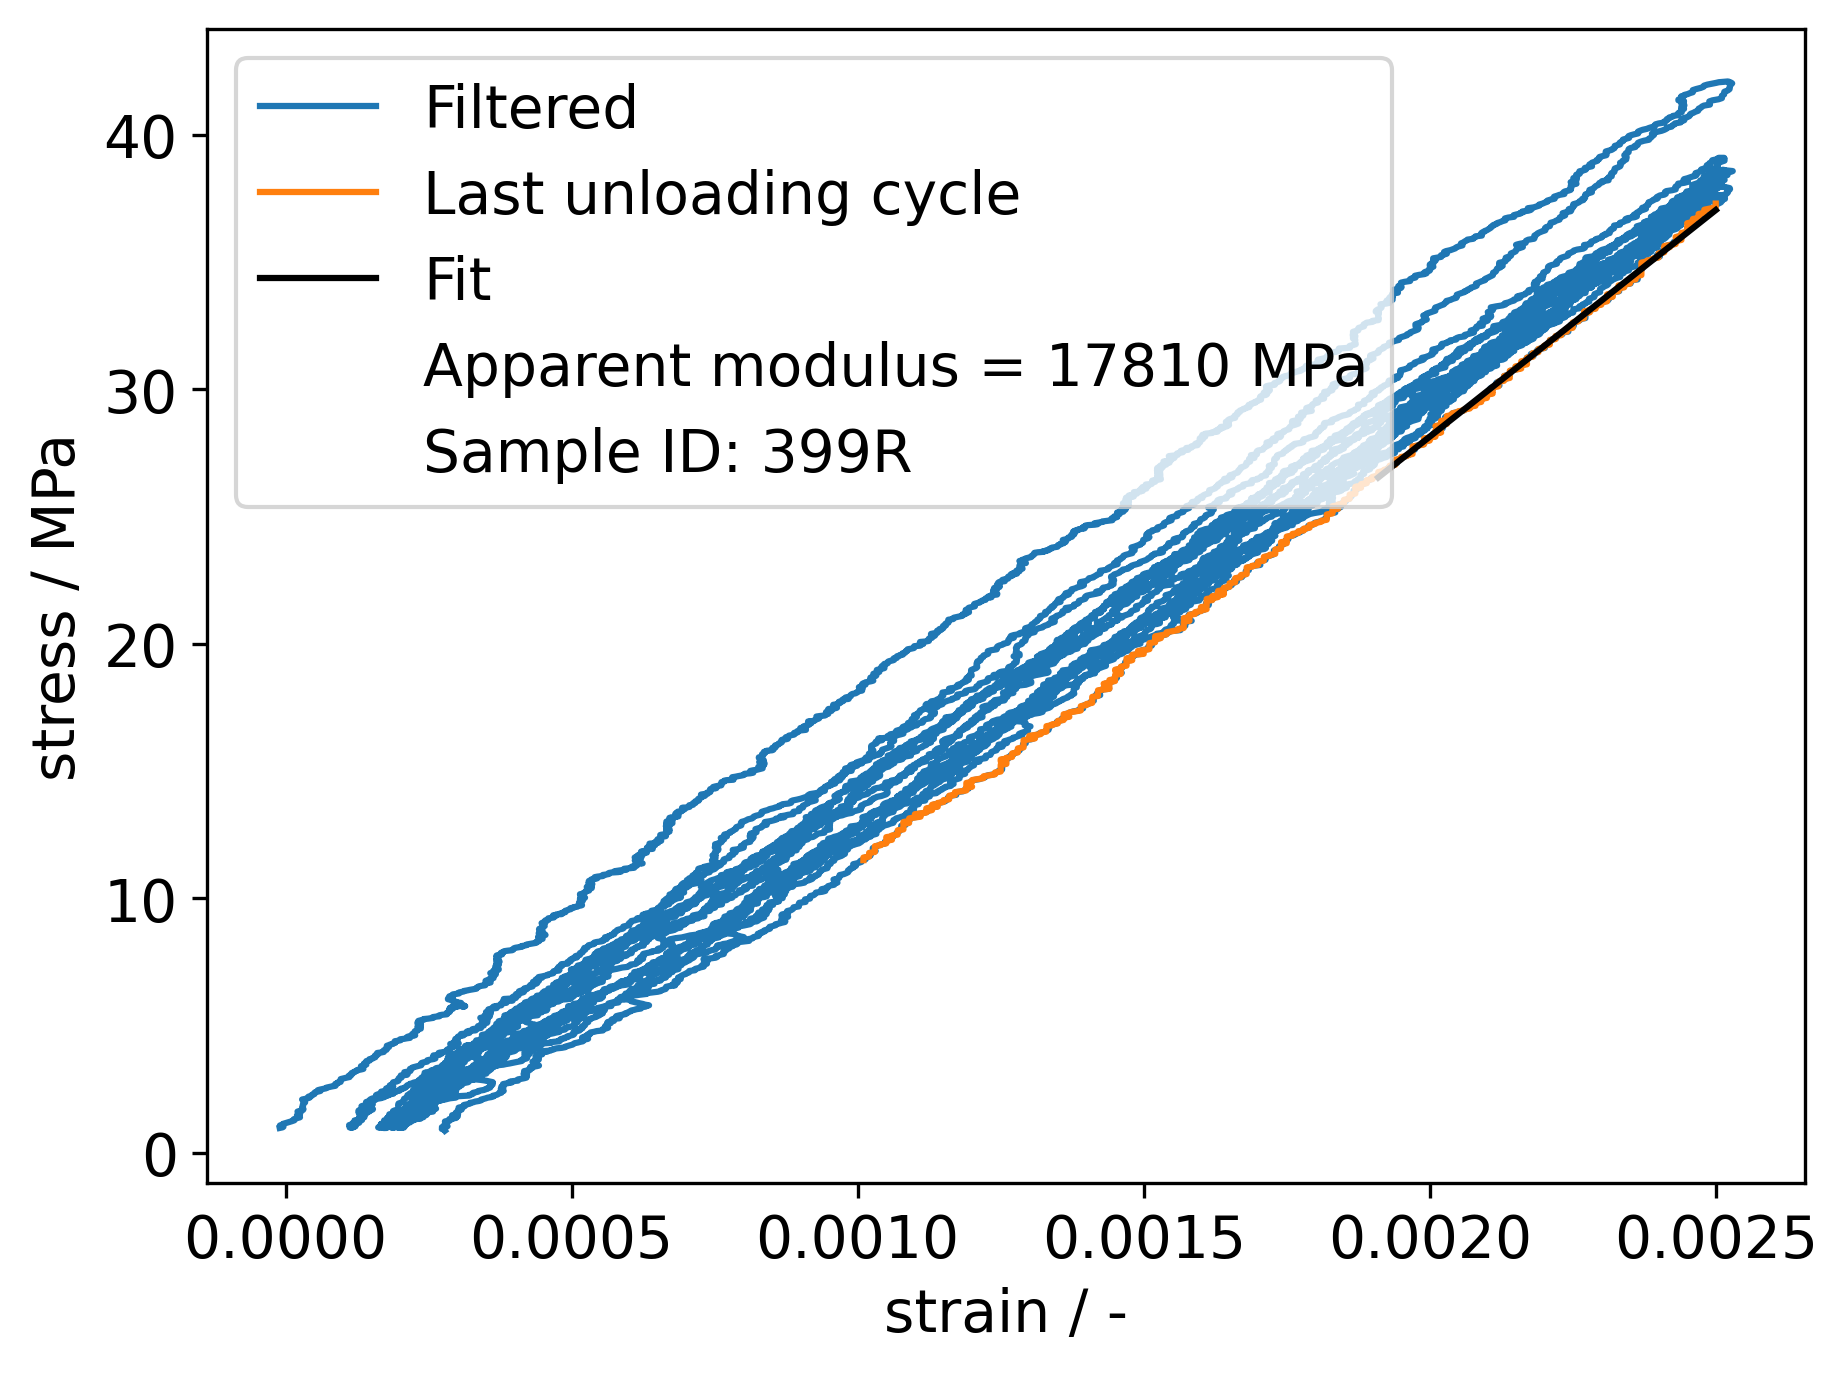 Filtered
Last unloading cycle
Fit
Apparent modulus = 17810 MPa
Sample ID: 399R
40
30
20
10
0
stress / MPa
0.0000 0.0005 0.0010 0.0015 0.0020 0.0025
strain / -